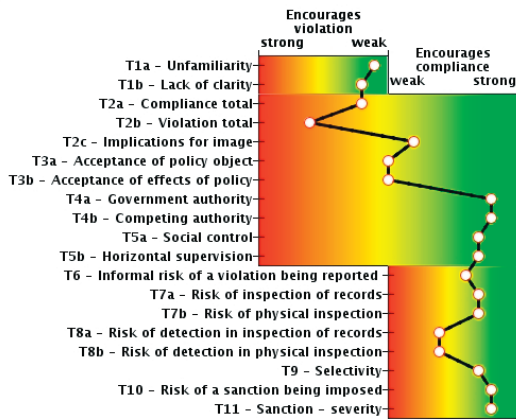 Encourages
violation
strong weak
Encourages
compliance
weak strong
T1a - Unfamiliarity
T1b - Lack of clarity
T2a - Compliance total
T2b - Violation total
T2c - Implications for image
T3a - Acceptance of policy object
T3b - Acceptance of effects of policy
T4a - Government authority
T4b - Competing authority
T5a - Social control
T5b - Horizontal supervision
T6 - Informal risk of a violation being reported
T7a - Risk of inspection of records
T7b - Risk of physical inspection
T8a - Risk of detection in inspection of records
T8b - Risk of detection in physical inspection
T9 - Selectivity
T10 - Risk of a sanction being imposed
T11 - Sanction - severity